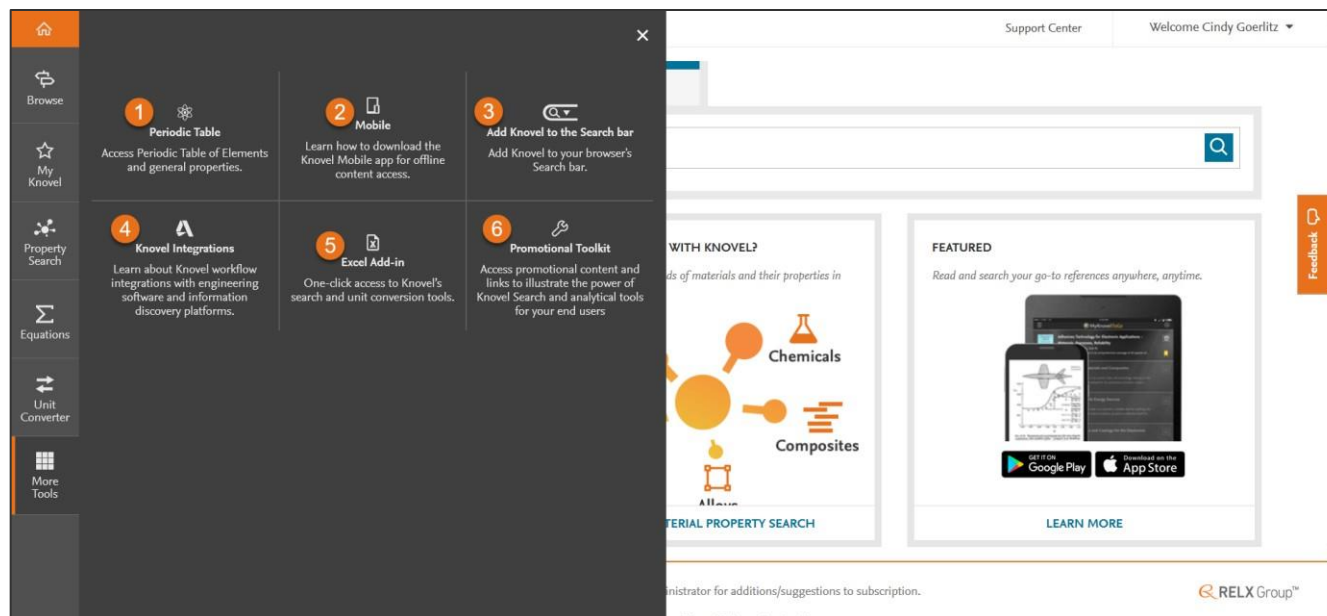 Support Center
Welcome Cindy Goerlitz
Browse
My
Knovel
Property
Search
Equations
Unit
Converter
More
Tools
1
Periodic Table
Access Periodic Table of Elements
and general properties.
2
Mobile
Learn how to download the
Knovel Mobile app for offline
content access.
3
Add Knovel to the Search bar
Add Knovel to your browser's
Search bar.
4
Knovel Integrations
Learn about Knovel workflow
integrations with engineering
software and information
discovery platforms.
5
Excel Add-in
One-click access to Knovel's
search and unit conversion tools.
6
Promotional Toolkit
Access promotional content and
links to illustrate the power of
Knovel Search and analytical tools
for your end users
WITH KNOVEL?
ds of materials and their properties in
Chemicals
Composites
Alloys
TERIAL PROPERTY SEARCH
FEATURED
Read and search your go-to references anywhere, anytime.
GET IT ON
Google Play
Download on the
App Store
LEARN MORE
Feedback
ministrator for additions/suggestions to subscription.
RELX Group™